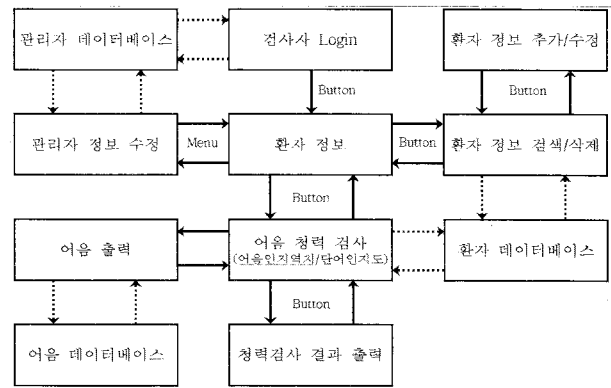 관리자 데이터베이스
검사사 Login
환자 정보 추가/수정
Button
Button
관리자 정보 수정
Menu
환자 정보
Button
환자 정보 검색/삭제
Button
어음 출력
어음 청력 검사
(어음인지역치/단어인지도)
환자 데이터베이스
Button
어음 데이터베이스
청력검사 결과 출력